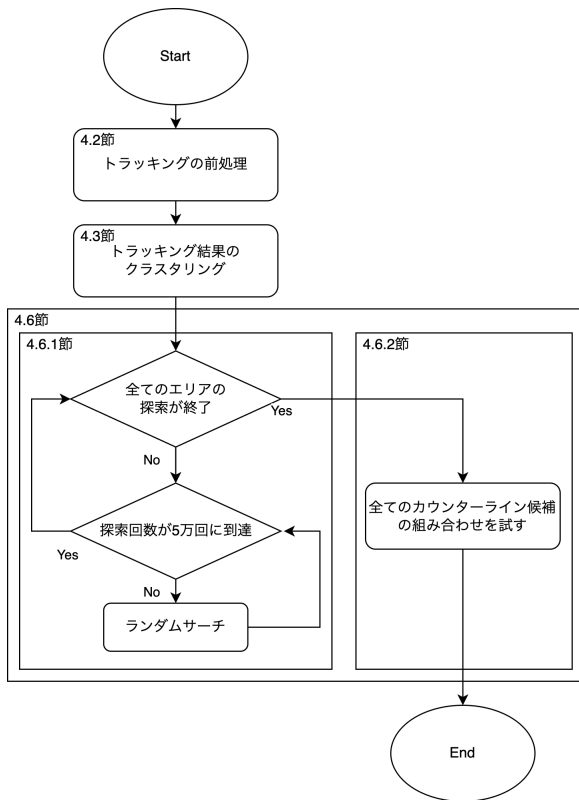 Start
4.2節
トラッキングの前処理
4.3節
トラッキング結果の
クラスタリング
4.6節
4.6.1節
全てのエリアの
探索が終了
Yes
No
探索回数が5万回に到達
Yes
No
ランダムサーチ
4.6.2節
全てのカウンターライン候補
の組み合わせを試す
End